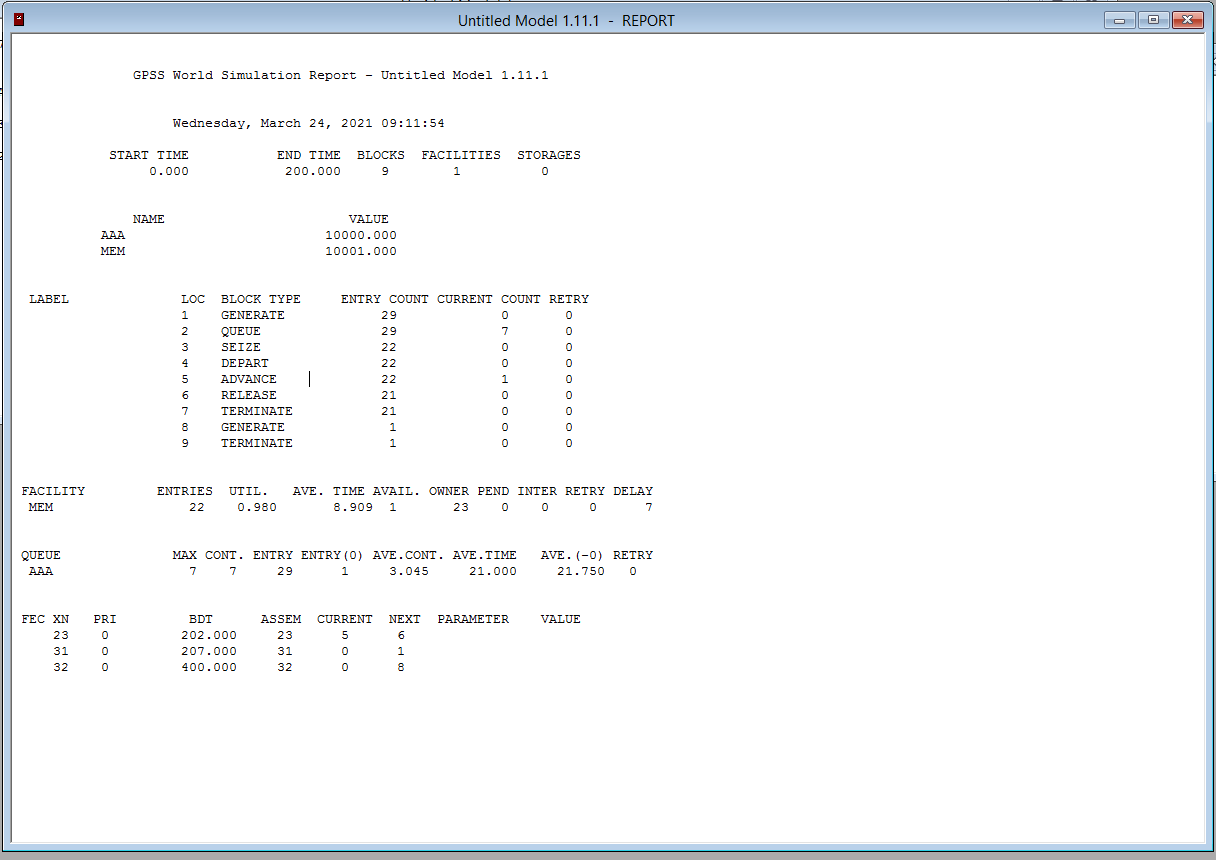 Untitled Model 1.11.1 - REPORT
GPSS World Simulation Report - Untitled Model 1.11.1
Wednesday, March 24, 2021 09:11:54
START TIME END TIME BLOCKS FACILITIES STORAGES
0.000 200.000 9 1 0
NAME VALUE
AAA 10000.000
MEM 10001.000
LABEL LOC BLOCK TYPE ENTRY COUNT CURRENT COUNT RETRY
1 GENERATE 29 0 0
2 QUEUE 29 7 0
3 SEIZE 22 0 0
4 DEPART 22 0 0
5 ADVANCE 22 1 0
6 RELEASE 21 0 0
7 TERMINATE 21 0 0
8 GENERATE 1 0 0
9 TERMINATE 1 0 0
FACILITY ENTRIES UTIL. AVE. TIME AVAIL. OWNER PEND INTER RETRY DELAY
MEM 22 0.980 8.909 1 23 0 0 0 7
QUEUE MAX CONT. ENTRY ENTRY(0) AVE.CONT. AVE.TIME AVE.(-0) RETRY
AAA 7 7 29 1 3.045 21.000 21.750 0
FEC XN PRI BDT ASSEM CURRENT NEXT PARAMETER VALUE
23 0 202.000 23 5 6
31 0 207.000 31 0 1
32 0 400.000 32 0 8